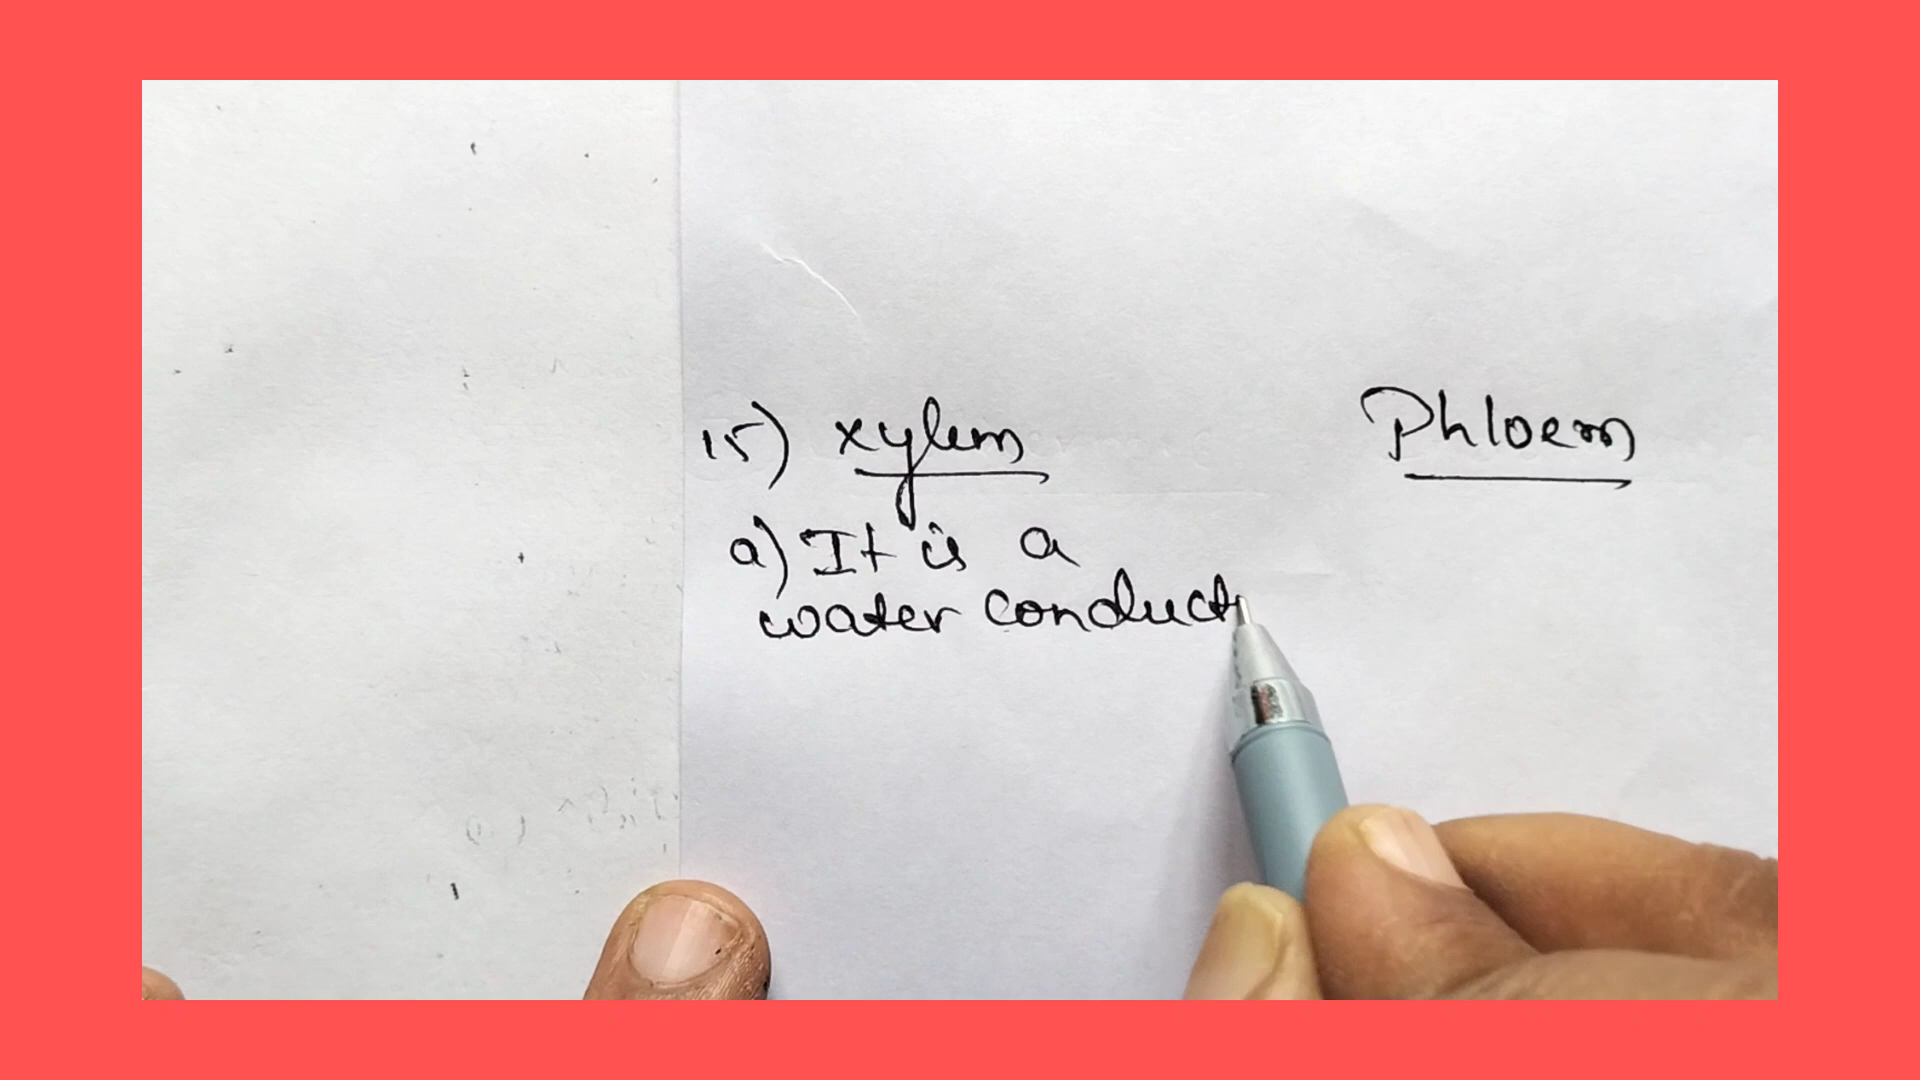 15) xylem Phloem
a) It is a
water conduct